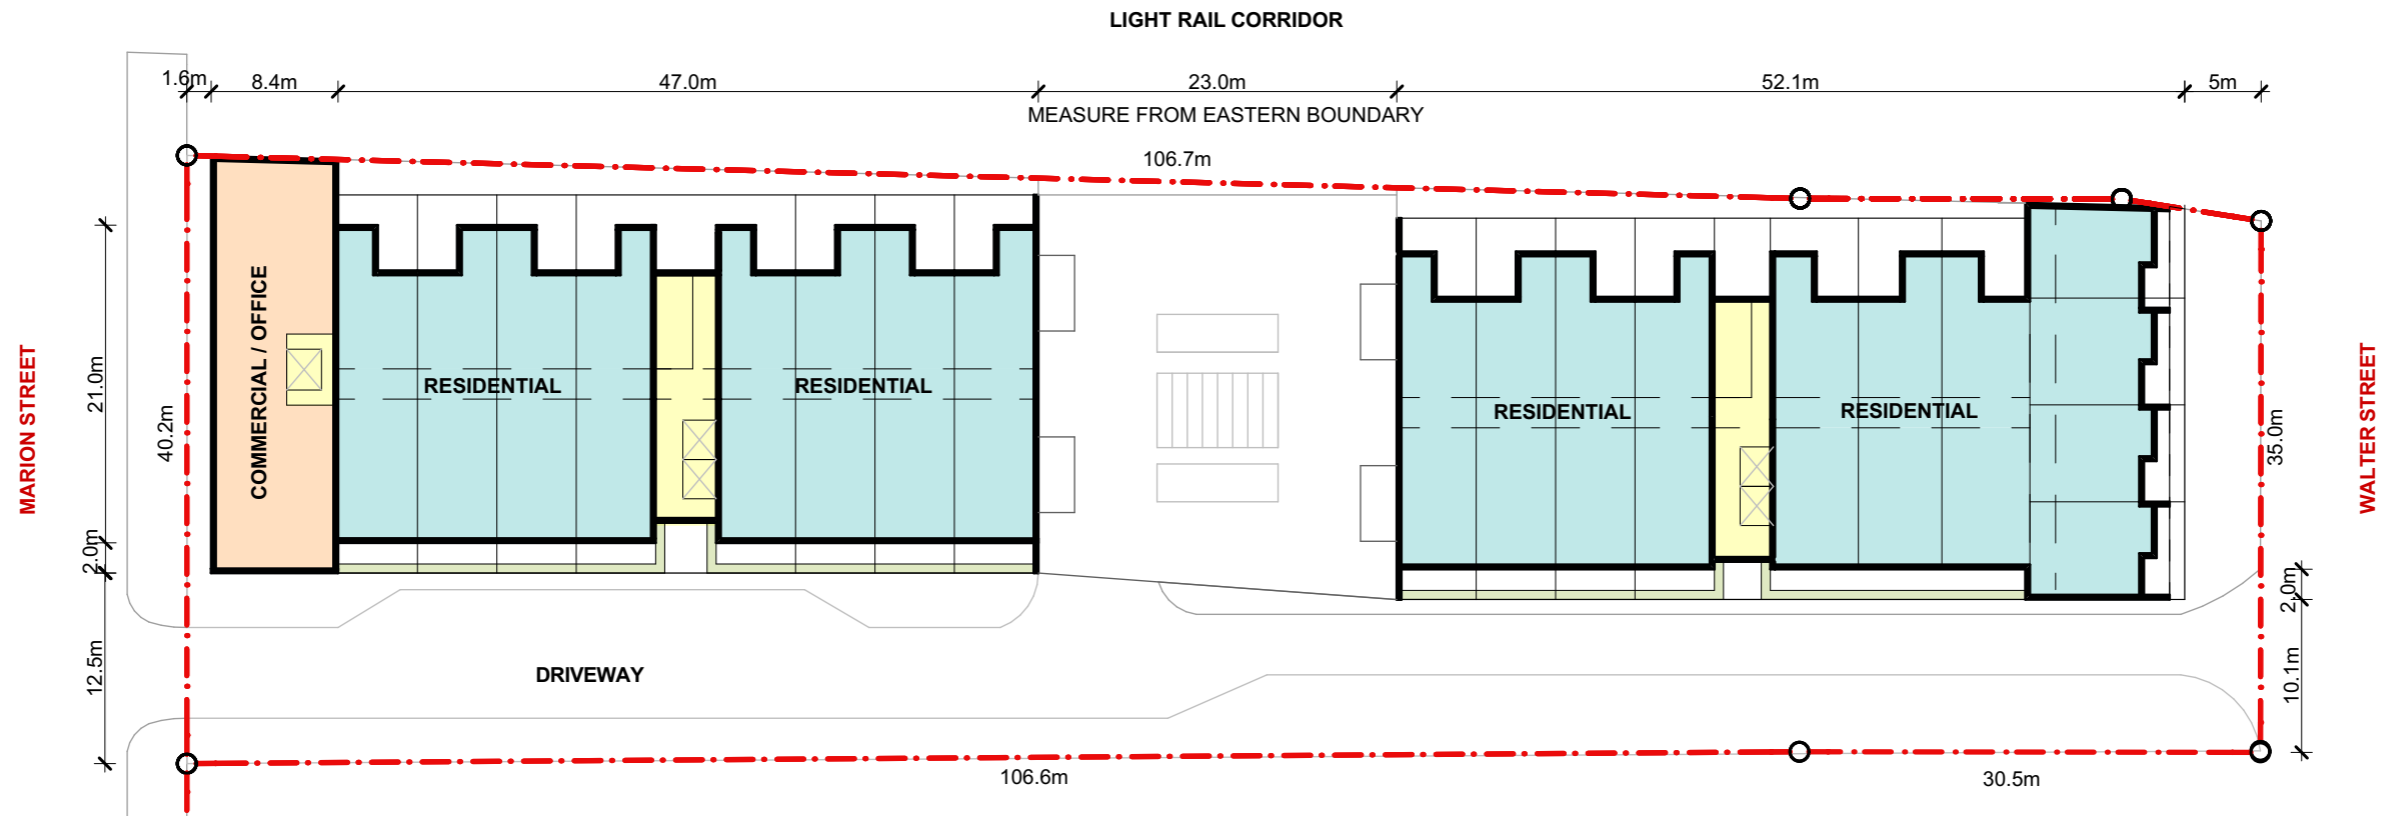 LIGHT RAIL CORRIDOR
1.6m
8.4m
47.0m
23.0m
52.1m
5m
MEASURE FROM EASTERN BOUNDARY
106.7m
MARION STREET
21.0m
2.0m
12.5m
40.2m
COMMERCIAL / OFFICE
RESIDENTIAL
RESIDENTIAL
RESIDENTIAL
RESIDENTIAL
35.0m
2.0m
10.1m
WALTER STREET
DRIVEWAY
106.6m
30.5m